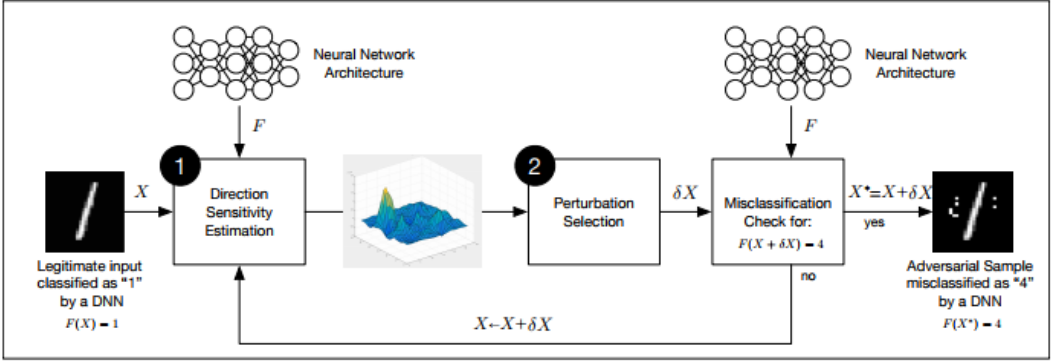 Neural Network
Architecture
Neural Network
Architecture
F
F
1
2
X
Direction
Sensitivity
Estimation
Perturbation
Selection
δX
Misclassification
Check for:
F(X + δX) = 4
X*=X+δX
yes
no
Legitimate input
classified as “1”
by a DNN
F(X) = 1
Adversarial Sample
misclassified as “4”
by a DNN
F(X*) = 4
X←X+δX